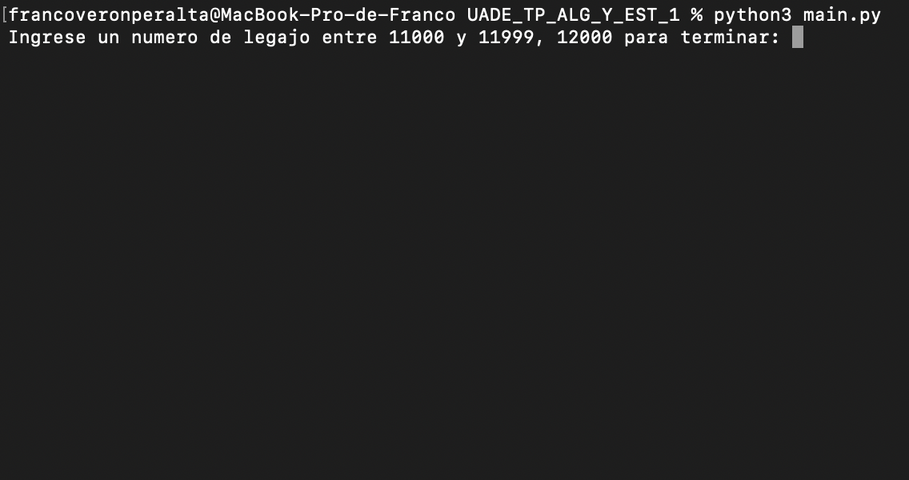 [francoveronperalta@MacBook-Pro-de-Franco UADE_TP_ALG_Y_EST_1 % python3 main.py
Ingrese un numero de legajo entre 11000 y 11999, 12000 para terminar: